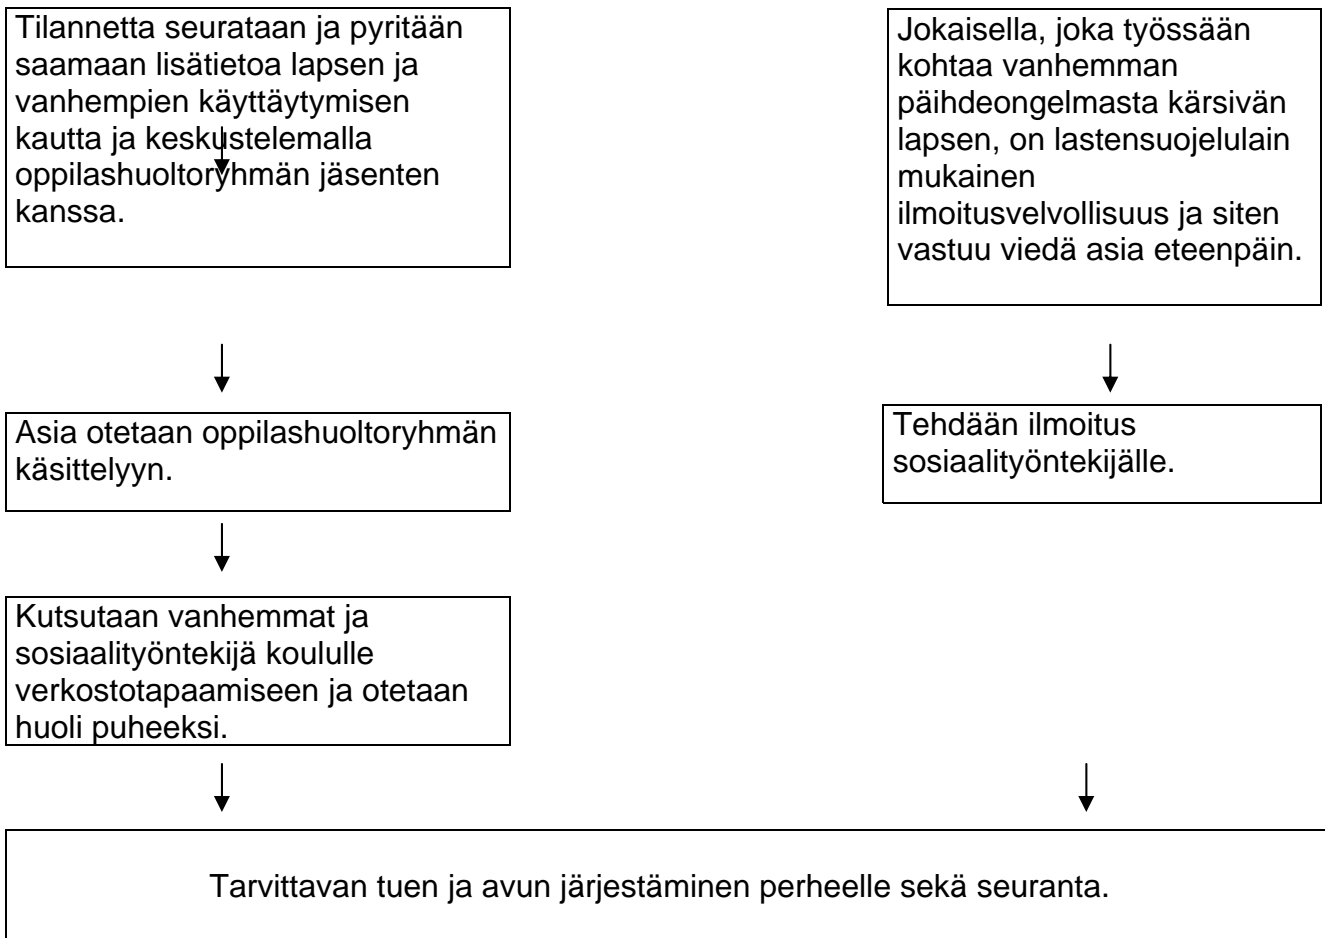 Tilannetta seurataan ja pyritään
saamaan lisätietoa lapsen ja
vanhempien käyttäytymisen
kautta ja keskustelemalla
oppilashuoltoryhmän jäsenten
kanssa.
Jokaisella, joka työssään
kohtaa vanhemman
päihdeongelmasta kärsivän
lapsen, on lastensuojelulain
mukainen
ilmoitusvelvollisuus ja siten
vastuu viedä asia eteenpäin.
Asia otetaan oppilashuoltoryhmän
käsittelyyn.
Tehdään ilmoitus
sosiaalityöntekijälle.
Kutsutaan vanhemmat ja
sosiaalityöntekijä koululle
verkostotapaamiseen ja otetaan
huoli puheeksi.
Tarvittavan tuen ja avun järjestäminen perheelle sekä seuranta.